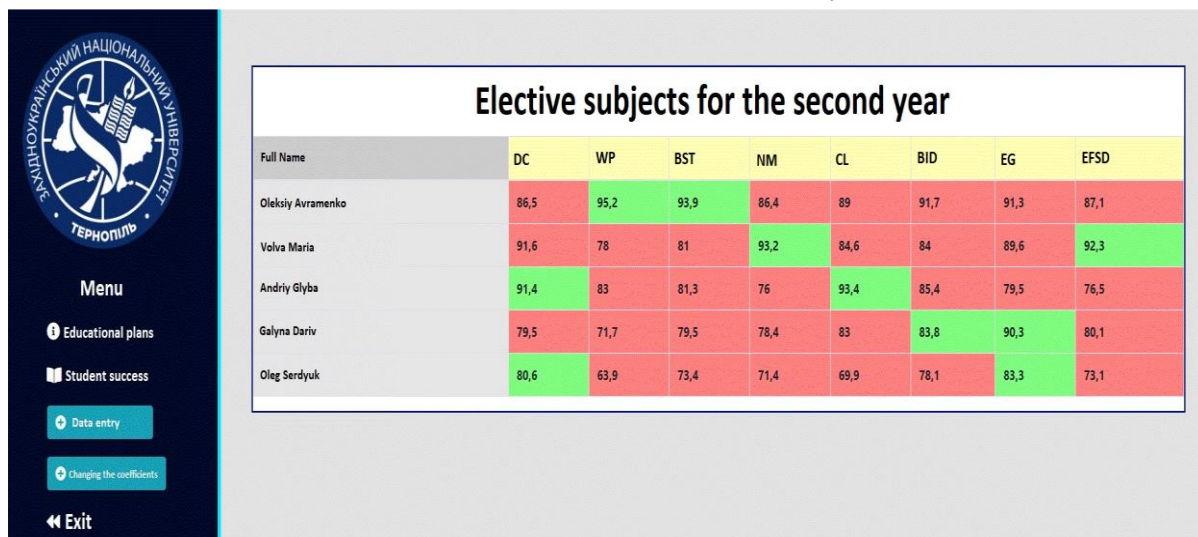 ЗАХІДНОУКРАЇНСЬКИЙ НАЦІОНАЛЬНИЙ УНІВЕРСИТЕТ
ТЕРНОПІЛЬ
Menu
Educational plans
Student success
Data entry
Changing the coefficients
Exit
Elective subjects for the second year
Full Name DC WP BST NM CL BID EG EFSD
Oleksiy Avramenko 86,5 95,2 93,9 86,4 89 91,7 91,3 87,1
Volva Maria 91,6 78 81 93,2 84,6 84 89,6 92,3
Andriy Glyba 91,4 83 81,3 76 93,4 85,4 79,5 76,5
Galyna Dariv 79,5 71,7 79,5 78,4 83 83,8 90,3 80,1
Oleg Serdyuk 80,6 63,9 73,4 71,4 69,9 78,1 83,3 73,1